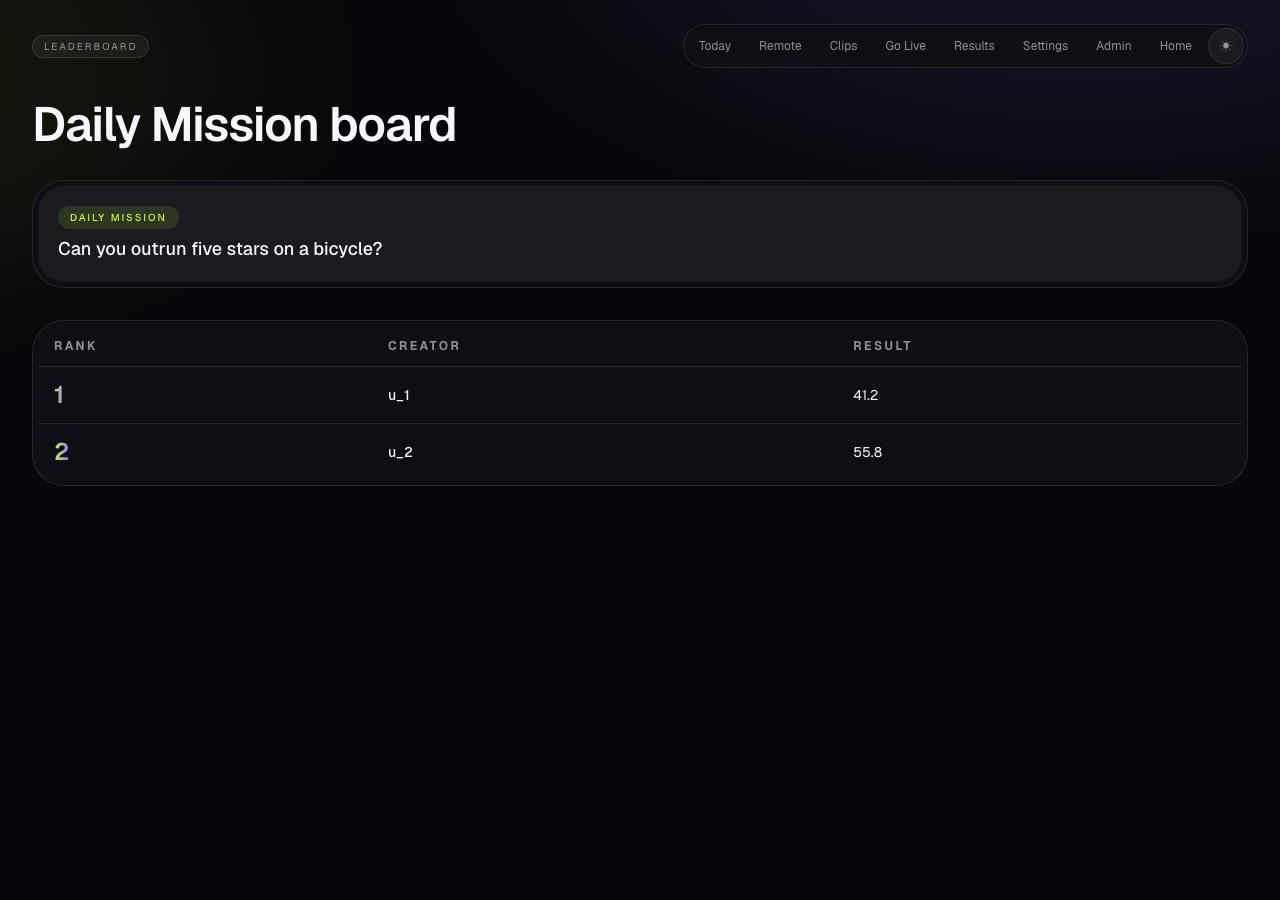 LEADERBOARD
Today Remote Clips Go Live Results Settings Admin Home
Daily Mission board
DAILY MISSION
Can you outrun five stars on a bicycle?
RANK CREATOR RESULT
1 u_1 41.2
2 u_2 55.8